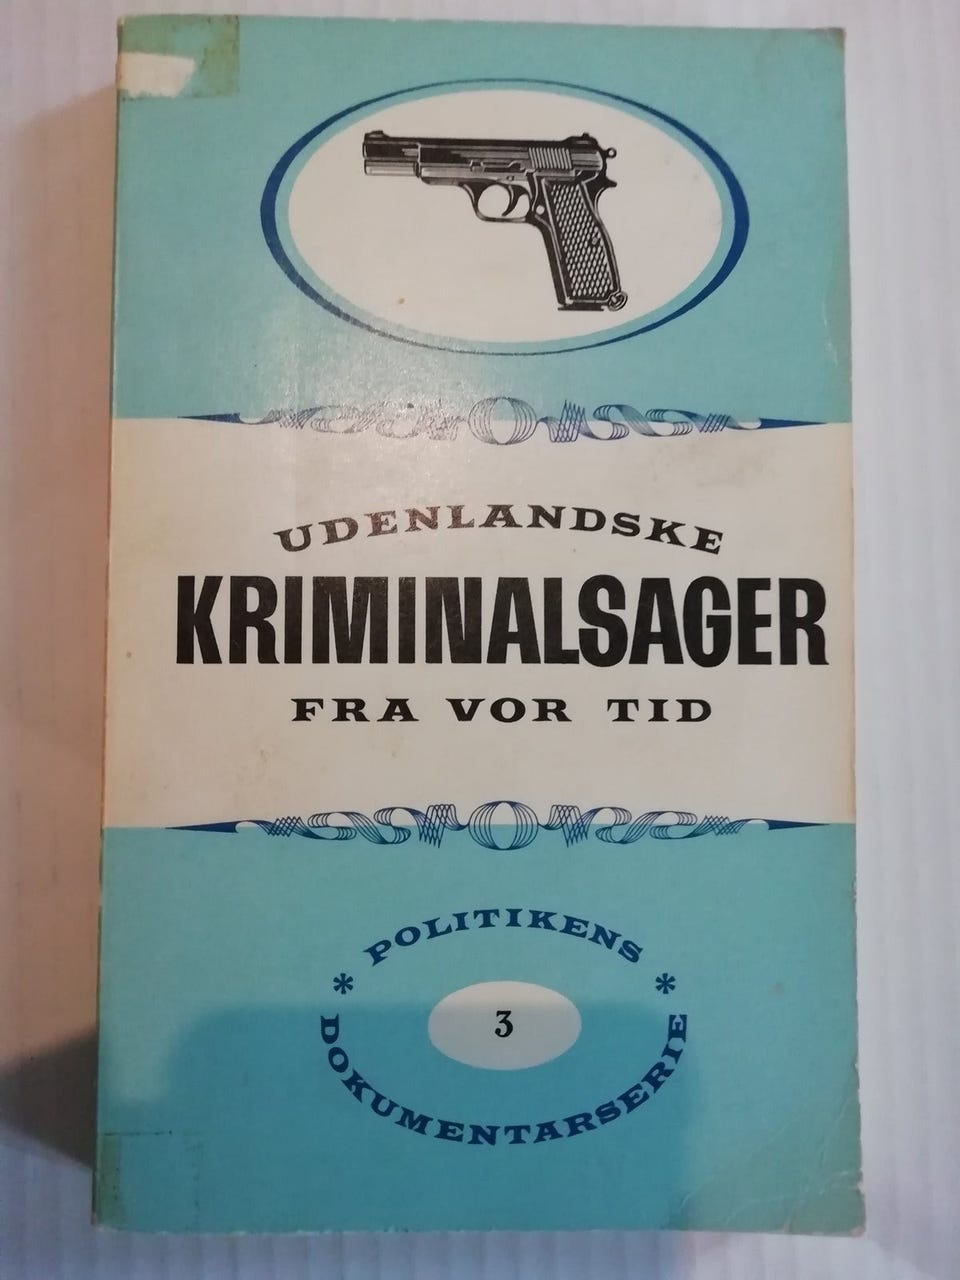 UDENLANDSKE
KRIMINALSAGER
FRA VOR TID
* POLITIKENS *
3
DOKUMENTARSERIE